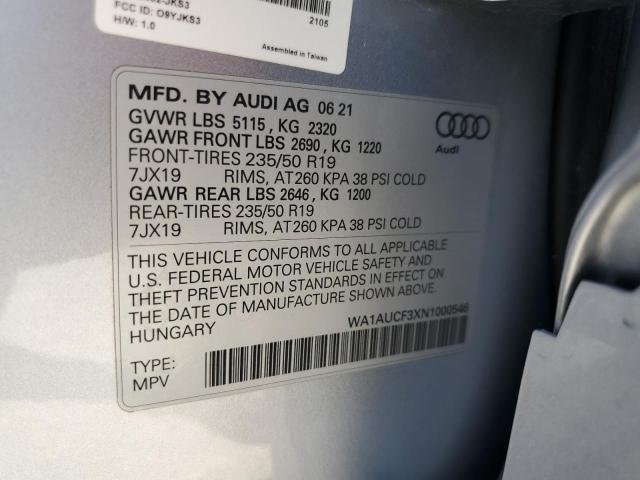 FCC ID: O9YJKS3
H/W: 1.0
2105
Assembled in Taiwan
MFD. BY AUDI AG 06 21
GVWR LBS 5115, KG 2320
GAWR FRONT LBS 2690, KG 1220
FRONT-TIRES 235/50 R19
7JX19 RIMS, AT260 KPA 38 PSI COLD
GAWR REAR LBS 2646, KG 1200
REAR-TIRES 235/50 R19
7JX19 RIMS, AT260 KPA 38 PSI COLD
Audi
THIS VEHICLE CONFORMS TO ALL APPLICABLE
U.S. FEDERAL MOTOR VEHICLE SAFETY AND
THEFT PREVENTION STANDARDS IN EFFECT ON
THE DATE OF MANUFACTURE SHOWN ABOVE.
HUNGARY
WA1AUCF3XN1000546
TYPE:
MPV